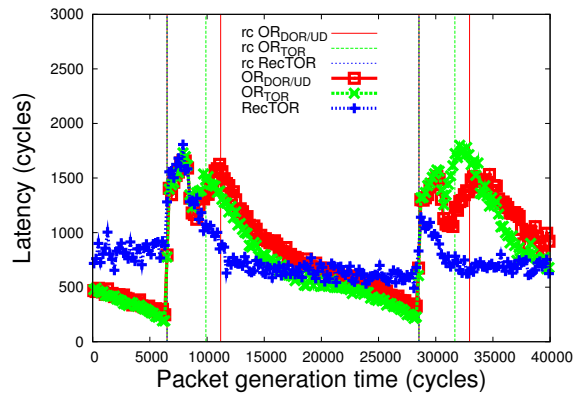 3000
2500
2000
1500
1000
500
0
Latency (cycles)
rc OR_DOR/UD
rc OR_TOR
rc RecTOR
OR_DOR/UD
OR_TOR
RecTOR
0 5000 10000 15000 20000 25000 30000 35000 40000
Packet generation time (cycles)